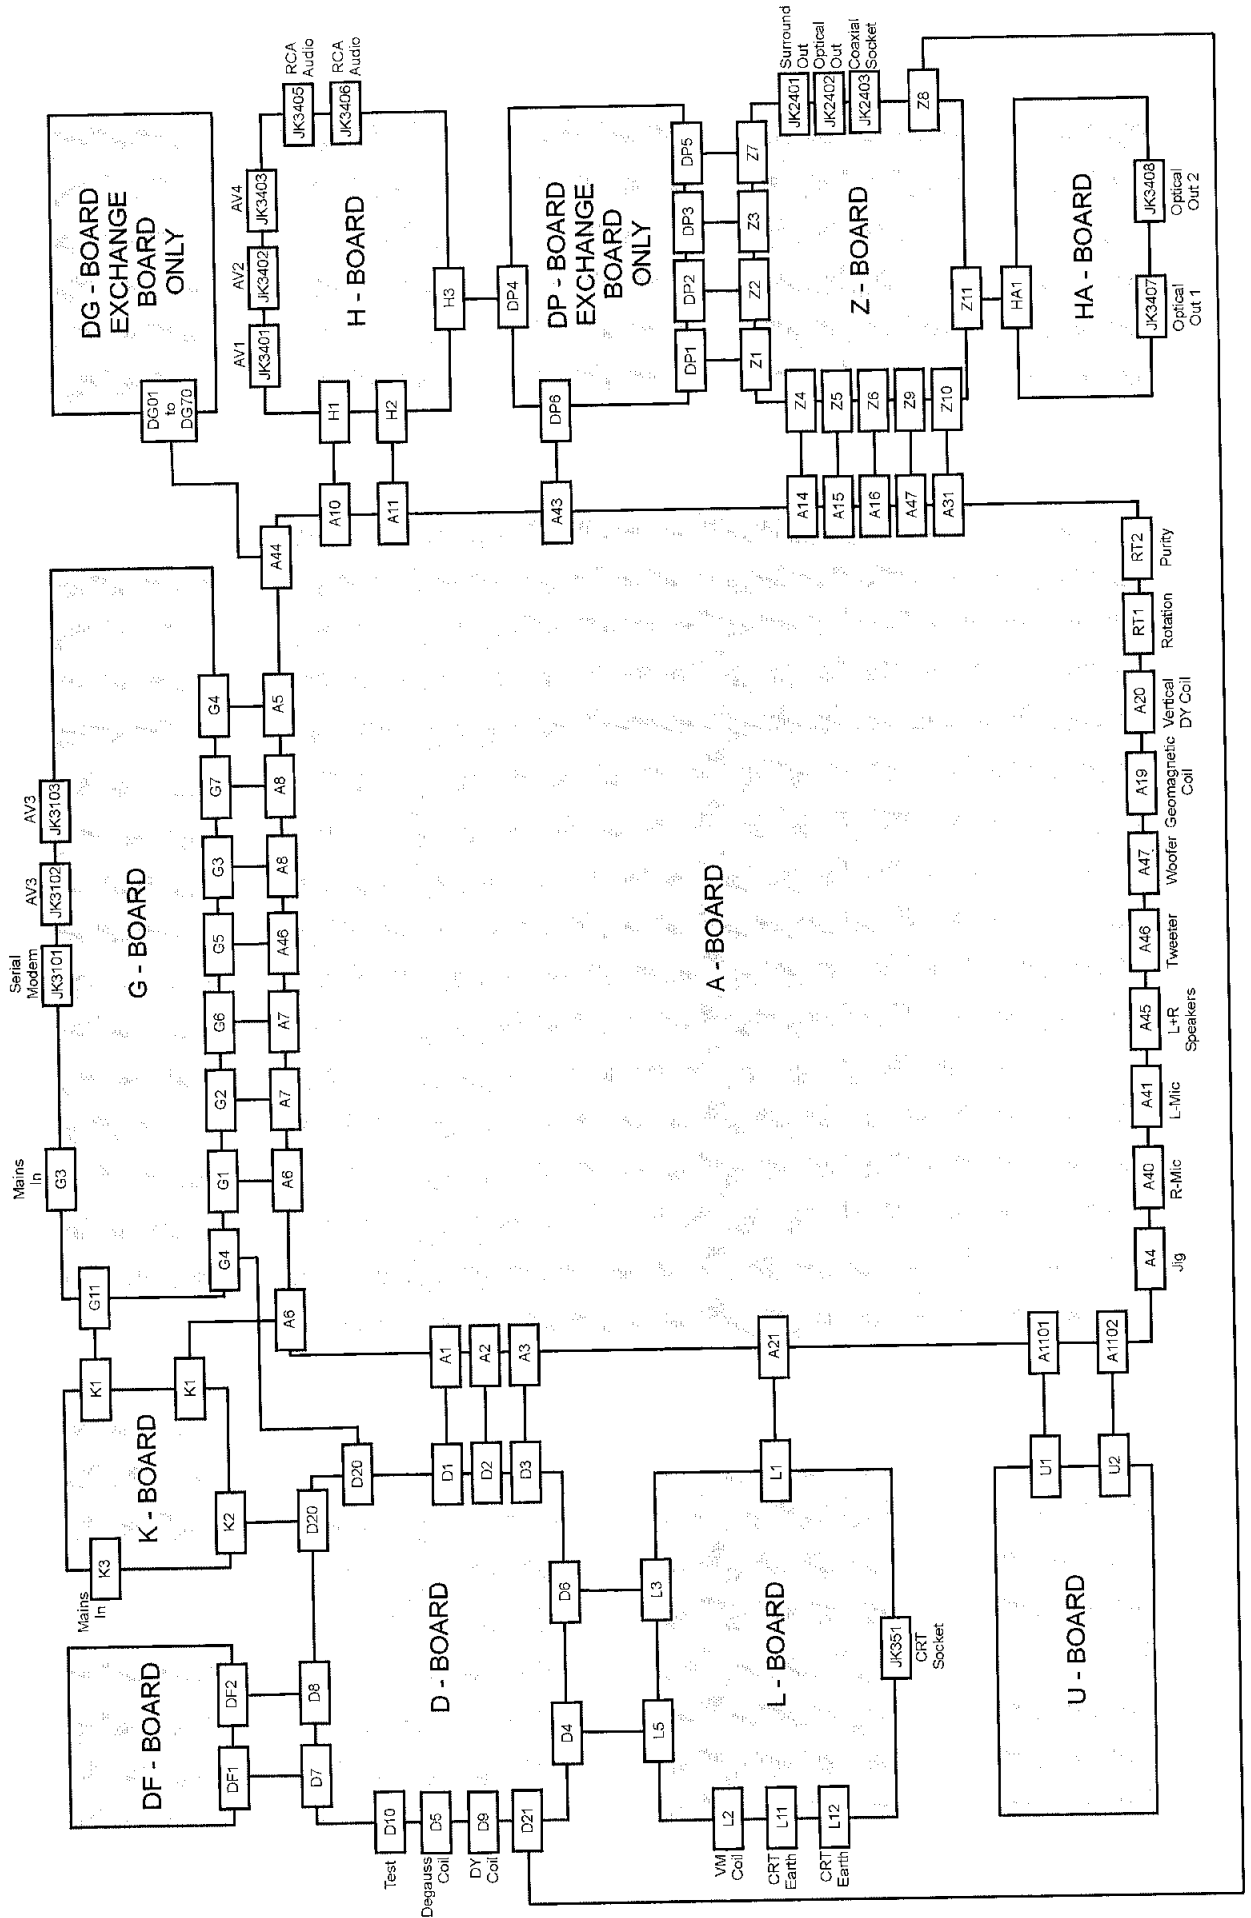 Mains
In
K3
K - BOARD
K1
K1
K2
DF - BOARD
DF1
DF2
Mains
In
G3
G11
Serial
Modem
JK3101
AV3
JK3102
AV3
JK3103
G - BOARD
G4
G1
G2
G6
G5
G3
G7
G4
DG - BOARD
EXCHANGE
BOARD
ONLY
DG01
to
DG70
AV1
JK3401
AV2
JK3402
AV4
JK3403
JK3405
RCA
Audio
JK3406
RCA
Audio
H - BOARD
H1
H2
H3
A6
A6
A7
A7
A46
A8
A8
A5
A44
A10
A11
A43
A14
A15
A16
A47
A31
A - BOARD
A1
A2
A3
A21
A1101
A1102
D7
D8
D20
D20
D - BOARD
D1
D2
D3
Test
D10
Degauss
Coil
D5
DY
Coil
D9
D21
D4
D6
DP4
DP6
DP - BOARD
EXCHANGE
BOARD
ONLY
DP1
DP2
DP3
DP5
Z1
Z2
Z3
Z7
Z4
Z5
Z6
Z9
Z10
Z - BOARD
JK2401
Surround
Out
JK2402
Optical
Out
JK2403
Coaxial
Socket
Z8
Z11
L5
L3
L1
L - BOARD
VM
Coil
L2
CRT
Earth
L11
CRT
Earth
L12
JK351
CRT
Socket
HA1
HA - BOARD
JK3407
Optical
Out 1
JK3408
Optical
Out 2
U - BOARD
U1
U2
A4
Jig
A40
R-Mic
A41
L-Mic
A45
L+R
Speakers
A46
Tweeter
A47
Woofer
A19
Geomagnetic
Coil
A20
Vertical
DY Coil
RT1
Rotation
RT2
Purity